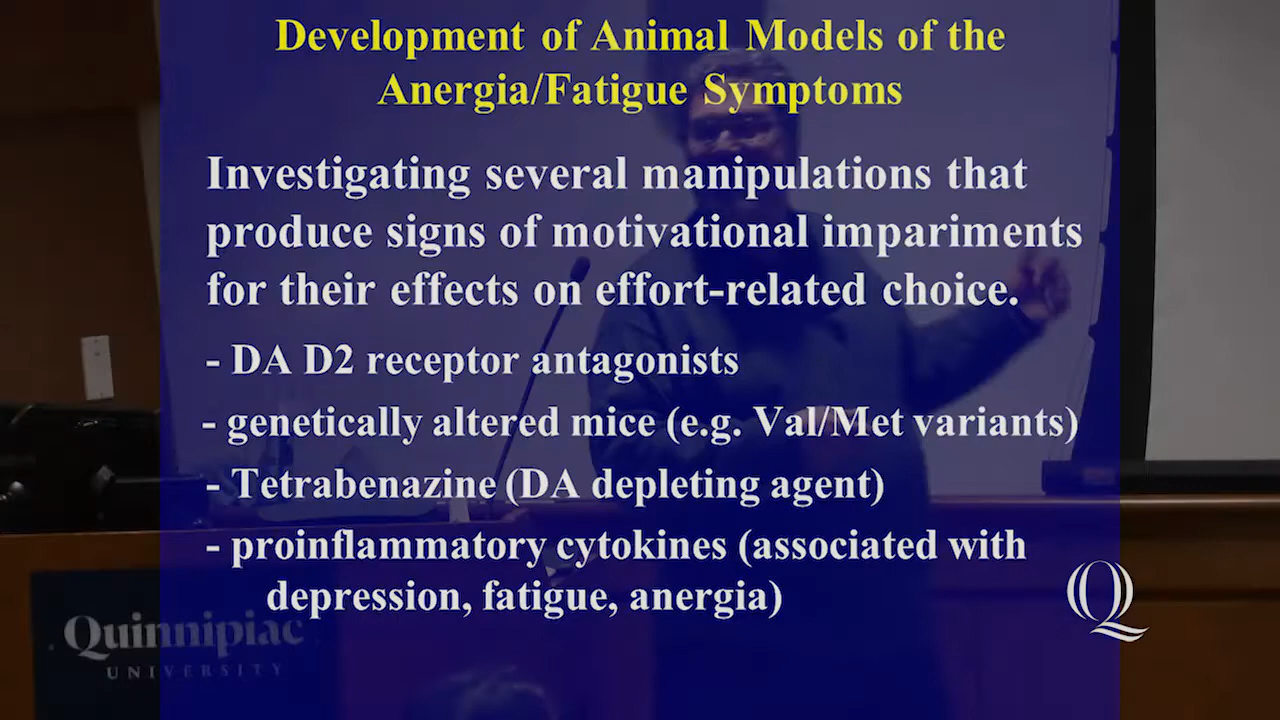 Development of Animal Models of the
Anergia/Fatigue Symptoms
Investigating several manipulations that
produce signs of motivational impariments
for their effects on effort-related choice.
- DA D2 receptor antagonists
- genetically altered mice (e.g. Val/Met variants)
- Tetrabenazine (DA depleting agent)
- proinflammatory cytokines (associated with
depression, fatigue, anergia)
Q
Quinnipiac
UNIVERSITY